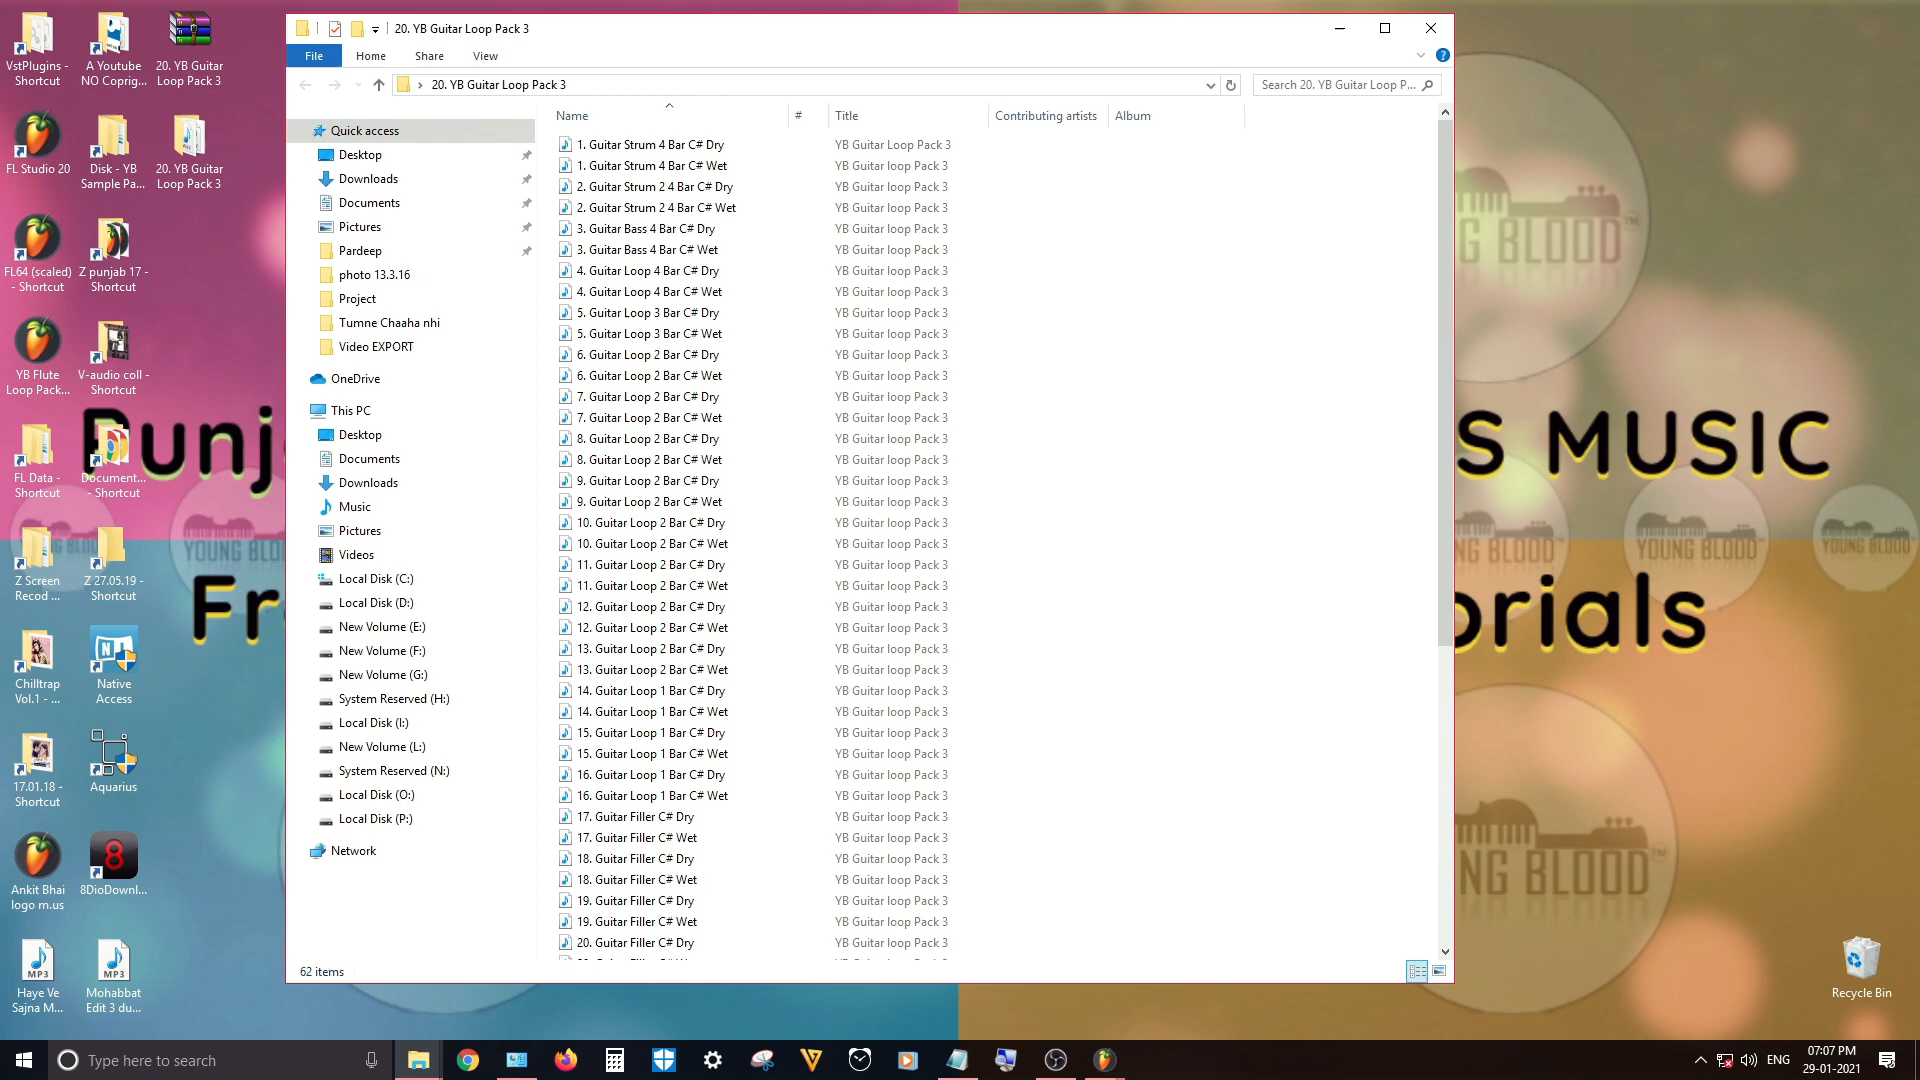 20. YB Guitar Loop Pack 3
File Home Share View
20. YB Guitar Loop Pack 3
Search 20. YB Guitar Loop P...
Name # Title Contributing artists Album
Quick access
Desktop
Downloads
Documents
Pictures
Pardeep
photo 13.3.16
Project
Tumne Chaaha nhi
Video EXPORT
OneDrive
This PC
Desktop
Documents
Downloads
Music
Pictures
Videos
Local Disk (C:)
Local Disk (D:)
New Volume (E:)
New Volume (F:)
New Volume (G:)
System Reserved (H:)
Local Disk (I:)
New Volume (L:)
System Reserved (N:)
Local Disk (O:)
Local Disk (P:)
Network
1. Guitar Strum 4 Bar C# Dry YB Guitar Loop Pack 3
1. Guitar Strum 4 Bar C# Wet YB Guitar loop Pack 3
2. Guitar Strum 2 4 Bar C# Dry YB Guitar loop Pack 3
2. Guitar Strum 2 4 Bar C# Wet YB Guitar loop Pack 3
3. Guitar Bass 4 Bar C# Dry YB Guitar loop Pack 3
3. Guitar Bass 4 Bar C# Wet YB Guitar loop Pack 3
4. Guitar Loop 4 Bar C# Dry YB Guitar loop Pack 3
4. Guitar Loop 4 Bar C# Wet YB Guitar loop Pack 3
5. Guitar Loop 3 Bar C# Dry YB Guitar loop Pack 3
5. Guitar Loop 3 Bar C# Wet YB Guitar loop Pack 3
6. Guitar Loop 2 Bar C# Dry YB Guitar loop Pack 3
6. Guitar Loop 2 Bar C# Wet YB Guitar loop Pack 3
7. Guitar Loop 2 Bar C# Dry YB Guitar loop Pack 3
7. Guitar Loop 2 Bar C# Wet YB Guitar loop Pack 3
8. Guitar Loop 2 Bar C# Dry YB Guitar loop Pack 3
8. Guitar Loop 2 Bar C# Wet YB Guitar loop Pack 3
9. Guitar Loop 2 Bar C# Dry YB Guitar loop Pack 3
9. Guitar Loop 2 Bar C# Wet YB Guitar loop Pack 3
10. Guitar Loop 2 Bar C# Dry YB Guitar loop Pack 3
10. Guitar Loop 2 Bar C# Wet YB Guitar loop Pack 3
11. Guitar Loop 2 Bar C# Dry YB Guitar loop Pack 3
11. Guitar Loop 2 Bar C# Wet YB Guitar loop Pack 3
12. Guitar Loop 2 Bar C# Dry YB Guitar loop Pack 3
12. Guitar Loop 2 Bar C# Wet YB Guitar loop Pack 3
13. Guitar Loop 2 Bar C# Dry YB Guitar loop Pack 3
13. Guitar Loop 2 Bar C# Wet YB Guitar loop Pack 3
14. Guitar Loop 1 Bar C# Dry YB Guitar loop Pack 3
14. Guitar Loop 1 Bar C# Wet YB Guitar loop Pack 3
15. Guitar Loop 1 Bar C# Dry YB Guitar loop Pack 3
15. Guitar Loop 1 Bar C# Wet YB Guitar loop Pack 3
16. Guitar Loop 1 Bar C# Dry YB Guitar loop Pack 3
16. Guitar Loop 1 Bar C# Wet YB Guitar loop Pack 3
17. Guitar Filler C# Dry YB Guitar loop Pack 3
17. Guitar Filler C# Wet YB Guitar loop Pack 3
18. Guitar Filler C# Dry YB Guitar loop Pack 3
18. Guitar Filler C# Wet YB Guitar loop Pack 3
19. Guitar Filler C# Dry YB Guitar loop Pack 3
19. Guitar Filler C# Wet YB Guitar loop Pack 3
20. Guitar Filler C# Dry YB Guitar loop Pack 3
62 items
VstPlugins -
Shortcut
A Youtube
NO Coprig...
20. YB Guitar
Loop Pack 3
FL Studio 20
Disk - YB
Sample Pa...
20. YB Guitar
Loop Pack 3
FL64 (scaled)
- Shortcut
Z punjab 17 -
Shortcut
YB Flute
Loop Pack...
V-audio coll -
Shortcut
FL Data -
Shortcut
Document...
- Shortcut
Z Screen
Recod ...
Z 27.05.19 -
Shortcut
Chilltrap
Vol.1 - ...
Native
Access
17.01.18 -
Shortcut
Aquarius
Ankit Bhai
logo m.us
8DioDownl...
MP3
Haye Ve
Sajna M...
MP3
Mohabbat
Edit 3 du...
Punj
S MUSIC
Fr
orials
NG BLOOD
YOUNG BLOOD
NG BLOOD
YOUNG BLOOD
YOUNG BLOOD
NG BLOOD
Recycle Bin
Type here to search
ENG
07:07 PM
29-01-2021